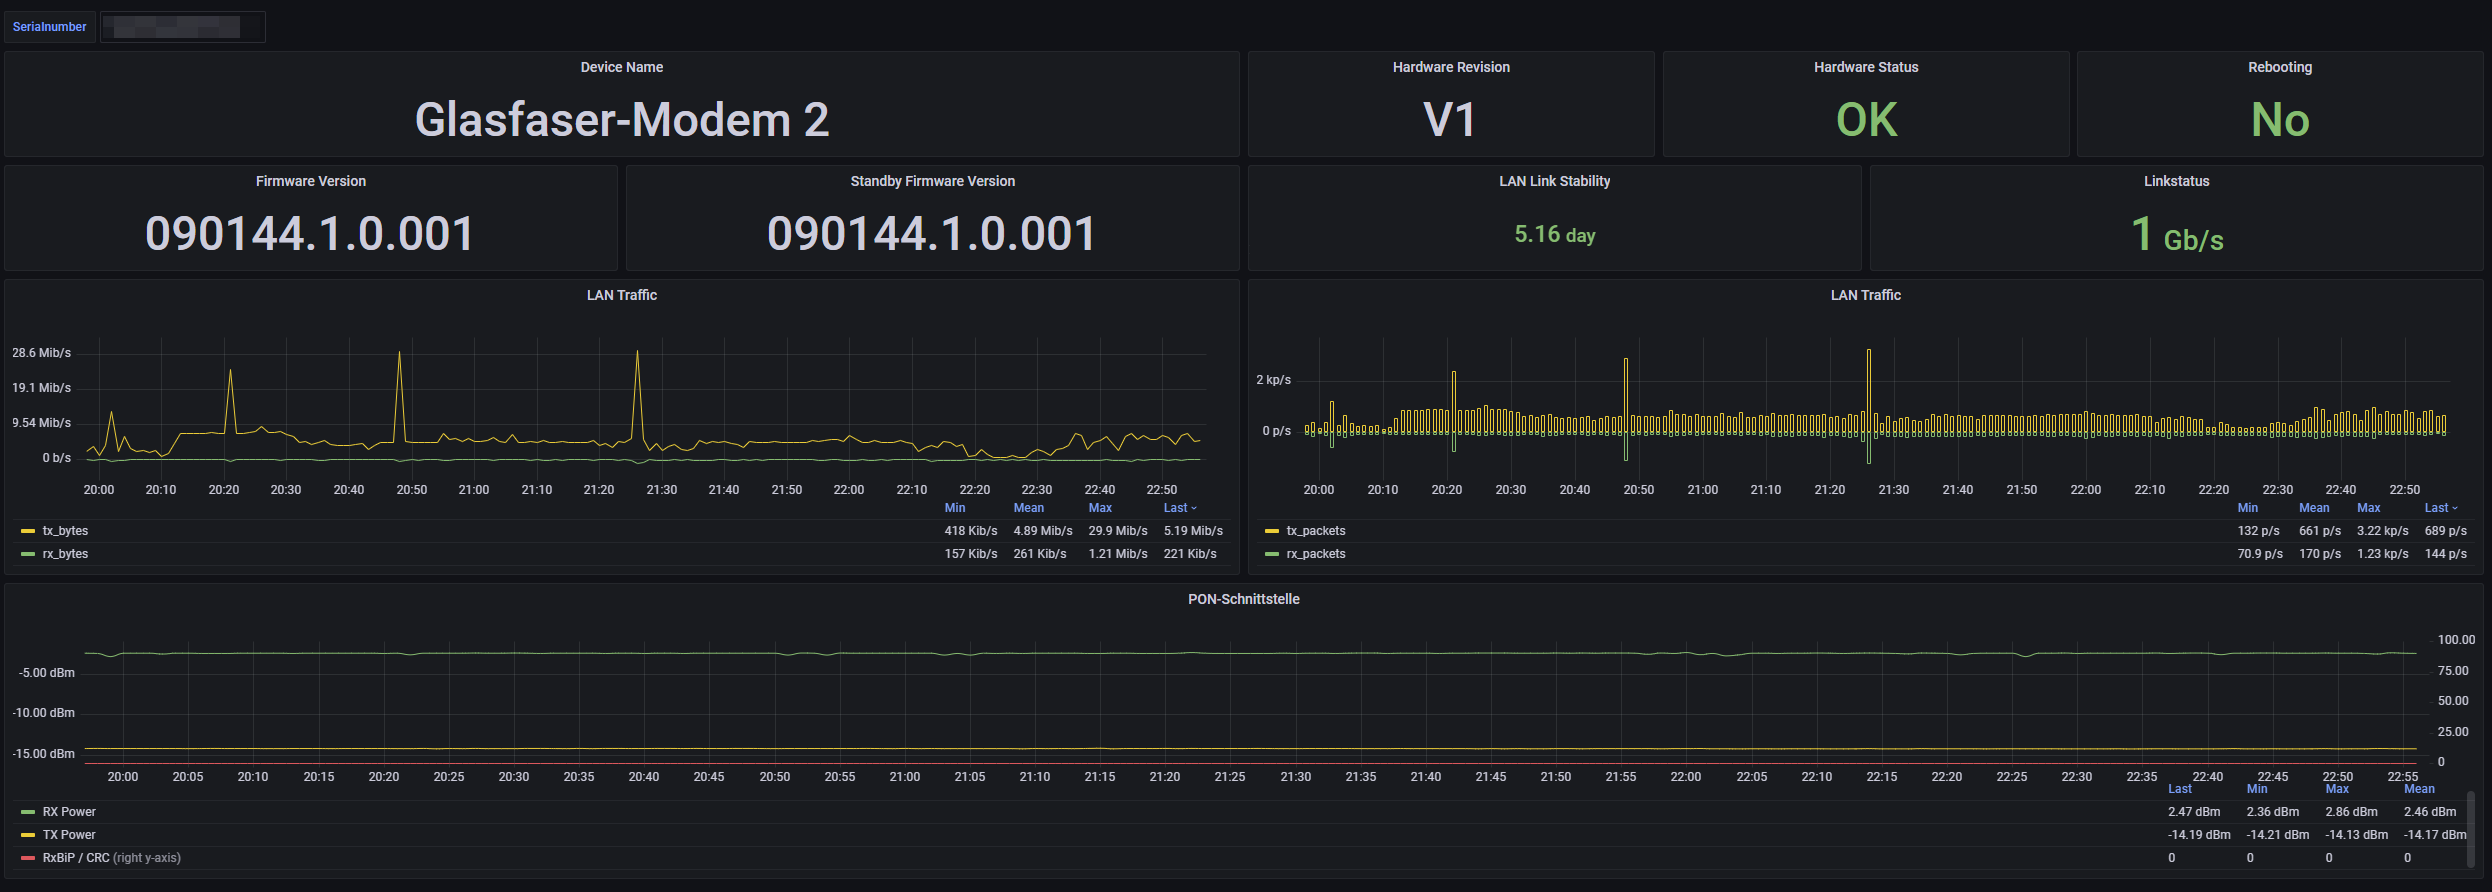 Serialnumber
Device Name
Glasfaser-Modem 2
Hardware Revision
V1
Hardware Status
OK
Rebooting
No
Firmware Version
090144.1.0.001
Standby Firmware Version
090144.1.0.001
LAN Link Stability
5.16 day
Linkstatus
1 Gb/s
LAN Traffic
28.6 Mib/s
19.1 Mib/s
9.54 Mib/s
0 b/s
20:00 20:10 20:20 20:30 20:40 20:50 21:00 21:10 21:20 21:30 21:40 21:50 22:00 22:10 22:20 22:30 22:40 22:50
Min Mean Max Last
tx_bytes 418 Kib/s 4.89 Mib/s 29.9 Mib/s 5.19 Mib/s
rx_bytes 157 Kib/s 261 Kib/s 1.21 Mib/s 221 Kib/s
LAN Traffic
2 kp/s
0 p/s
20:00 20:10 20:20 20:30 20:40 20:50 21:00 21:10 21:20 21:30 21:40 21:50 22:00 22:10 22:20 22:30 22:40 22:50
Min Mean Max Last
tx_packets 132 p/s 661 p/s 3.22 kp/s 689 p/s
rx_packets 70.9 p/s 170 p/s 1.23 kp/s 144 p/s
PON-Schnittstelle
-5.00 dBm
-10.00 dBm
-15.00 dBm
100.00
75.00
50.00
25.00
0
20:00 20:05 20:10 20:15 20:20 20:25 20:30 20:35 20:40 20:45 20:50 20:55 21:00 21:05 21:10 21:15 21:20 21:25 21:30 21:35 21:40 21:45 21:50 21:55 22:00 22:05 22:10 22:15 22:20 22:25 22:30 22:35 22:40 22:45 22:50 22:55
Last Min Max Mean
RX Power 2.47 dBm 2.36 dBm 2.86 dBm 2.46 dBm
TX Power -14.19 dBm -14.21 dBm -14.13 dBm -14.17 dBm
RxBiP / CRC (right y-axis) 0 0 0 0